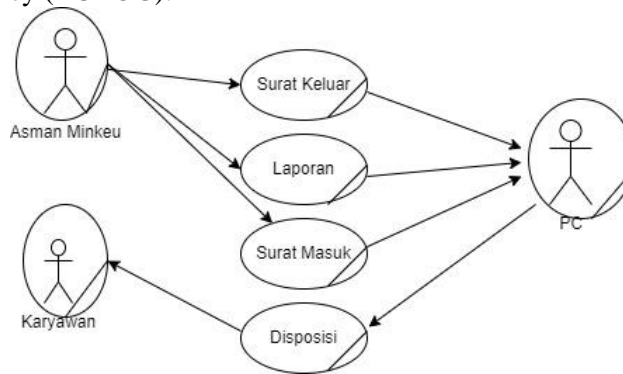 Surat Keluar
Asman Minkeu
Laporan
PC
Surat Masuk
Karyawan
Disposisi